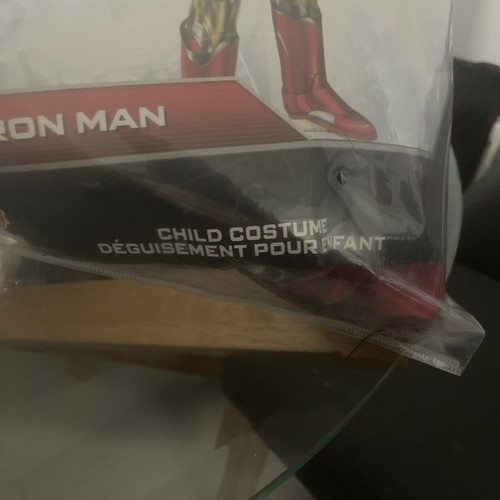 RON MAN
CHILD COSTUME
DÉGUISEMENT POUR ENFANT